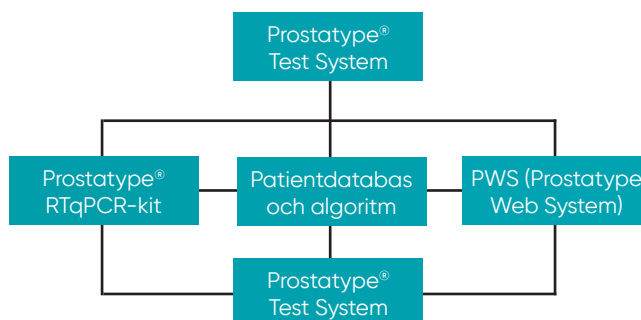 Prostatype®
Test System
Prostatype®
RTqPCR-kit
Patientdatabas
och algoritm
PWS (Prostatype
Web System)
Prostatype®
Test System